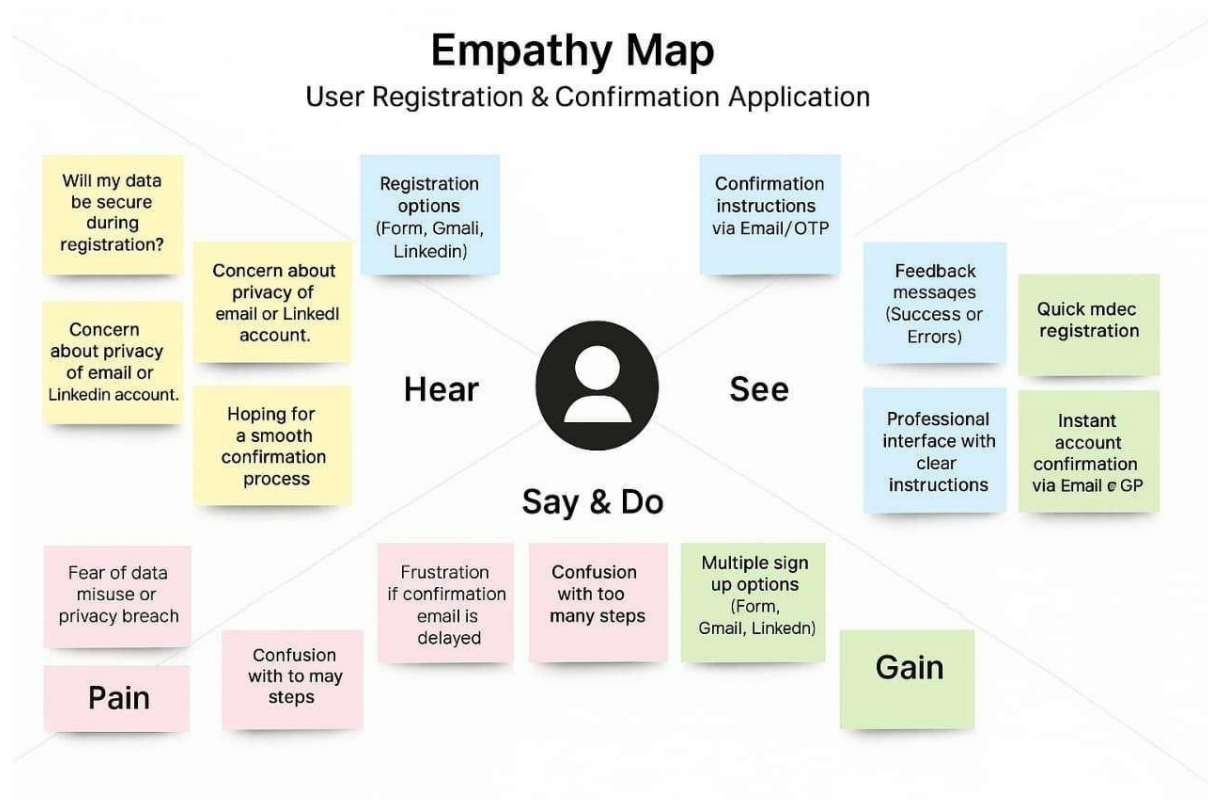 Empathy Map
User Registration & Confirmation Application
Will my data
be secure
during
registration?
Concern about
privacy of
email or Linkedl
account.
Concern
about privacy
of email or
Linkedin account.
Hoping for
a smooth
confirmation
process
Registration
options
(Form, Gmali,
Linkedin)
Confirmation
instructions
via Email/OTP
Feedback
messages
(Success or
Errors)
Quick mdec
registration
Professional
interface with
clear
instructions
Instant
account
confirmation
via Email e GP
Hear
See
Say & Do
Fear of data
misuse or
privacy breach
Pain
Confusion
with to may
steps
Frustration
if confirmation
email is
delayed
Confusion
with too
many steps
Multiple sign
up options
(Form,
Gmail, Linkedn)
Gain